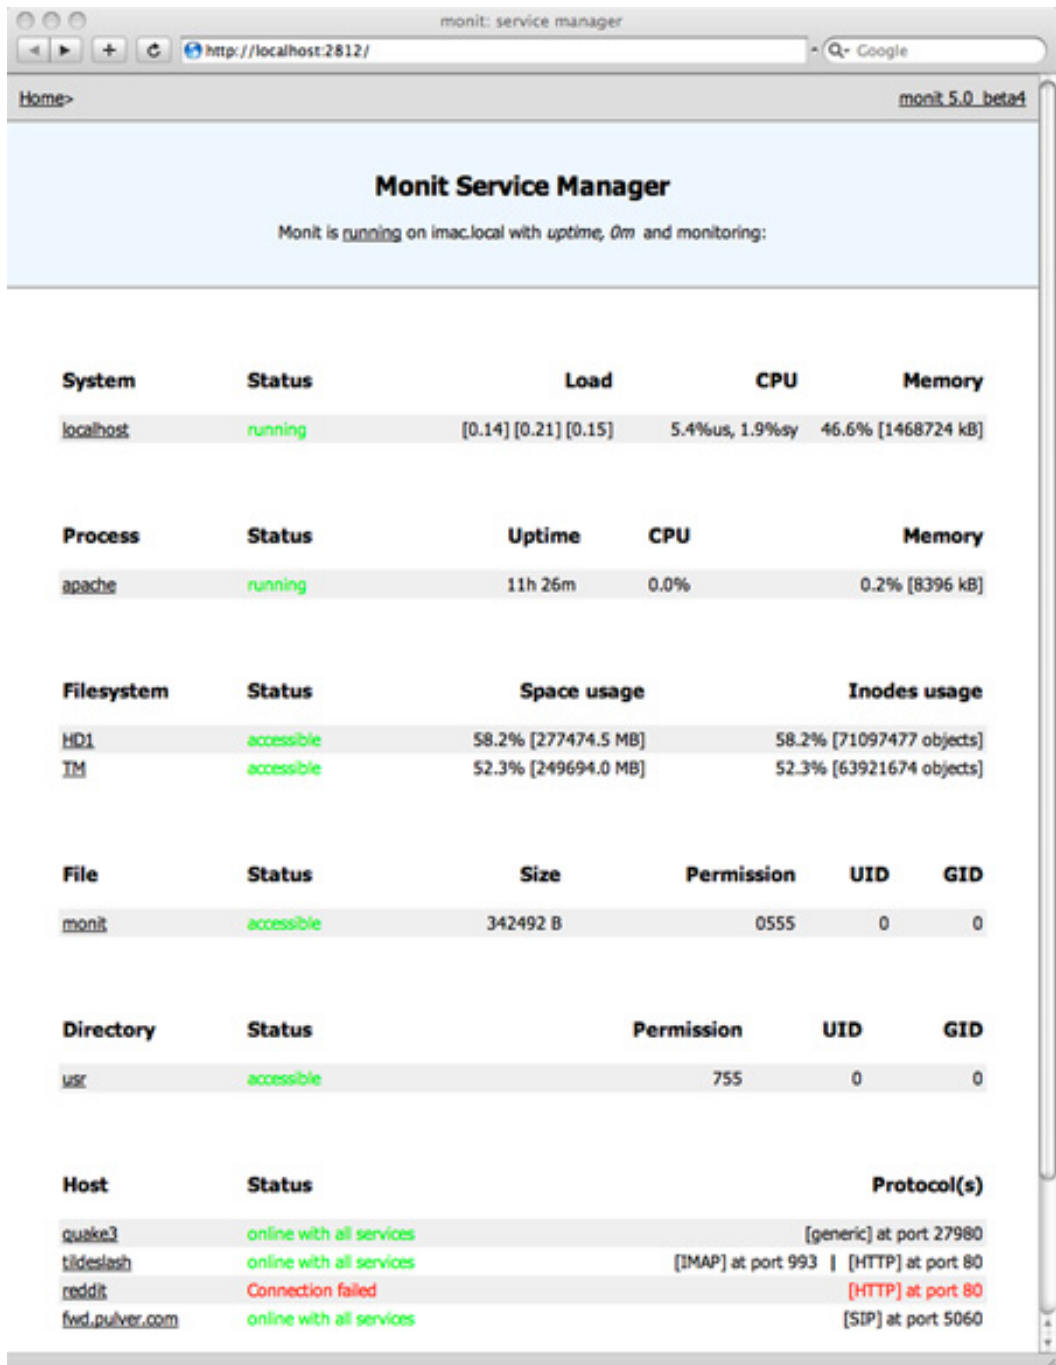 monit: service manager
http://localhost:2812/
Google
Home>
monit 5.0_beta4
Monit Service Manager
Monit is running on imac.local with uptime, 0m and monitoring:
System Status Load CPU Memory
localhost running [0.14] [0.21] [0.15] 5.4%us, 1.9%sy 46.6% [1468724 kB]
Process Status Uptime CPU Memory
apache running 11h 26m 0.0% 0.2% [8396 kB]
Filesystem Status Space usage Inodes usage
HD1 accessible 58.2% [277474.5 MB] 58.2% [71097477 objects]
TM accessible 52.3% [249694.0 MB] 52.3% [63921674 objects]
File Status Size Permission UID GID
monit accessible 342492 B 0555 0 0
Directory Status Permission UID GID
usr accessible 755 0 0
Host Status Protocol(s)
quake3 online with all services [generic] at port 27980
tildeslash online with all services [IMAP] at port 993 | [HTTP] at port 80
reddit Connection failed [HTTP] at port 80
fwd.pulver.com online with all services [SIP] at port 5060